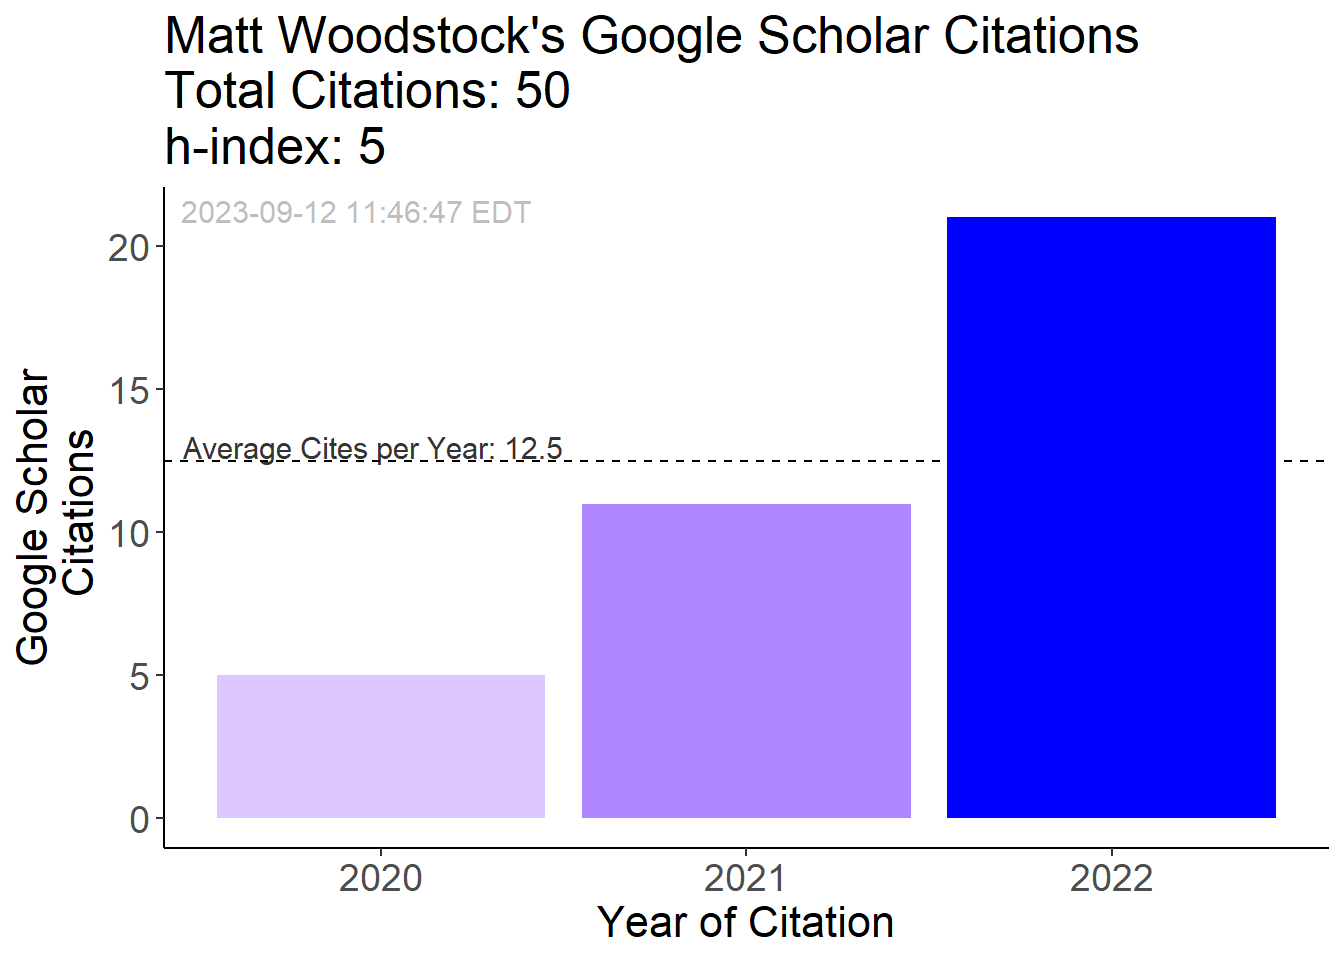 Matt Woodstock's Google Scholar Citations
Total Citations: 50
h-index: 5
2023-09-12 11:46:47 EDT
20
15
Average Cites per Year: 12.5
10
5
0
Google Scholar
Citations
2020 2021 2022
Year of Citation